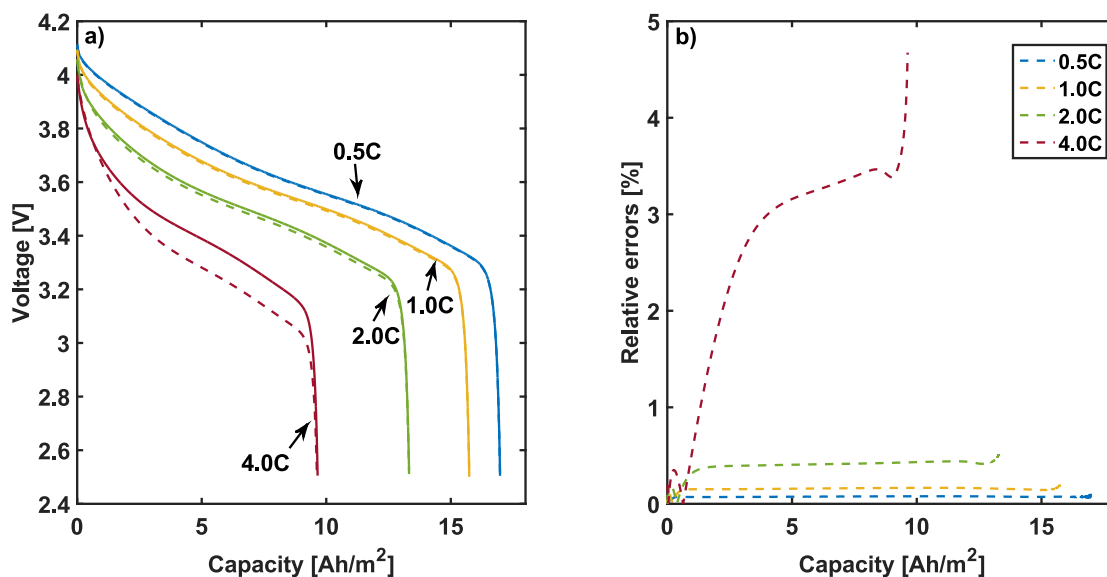 a)
Voltage [V]
4.2
4
3.8
3.6
3.4
3.2
3
2.8
2.6
2.4
0.5C
1.0C
2.0C
4.0C
0 5 10 15
Capacity [Ah/m²]
b)
Relative errors [%]
5
4
3
2
1
0
0.5C
1.0C
2.0C
4.0C
0 5 10 15
Capacity [Ah/m²]